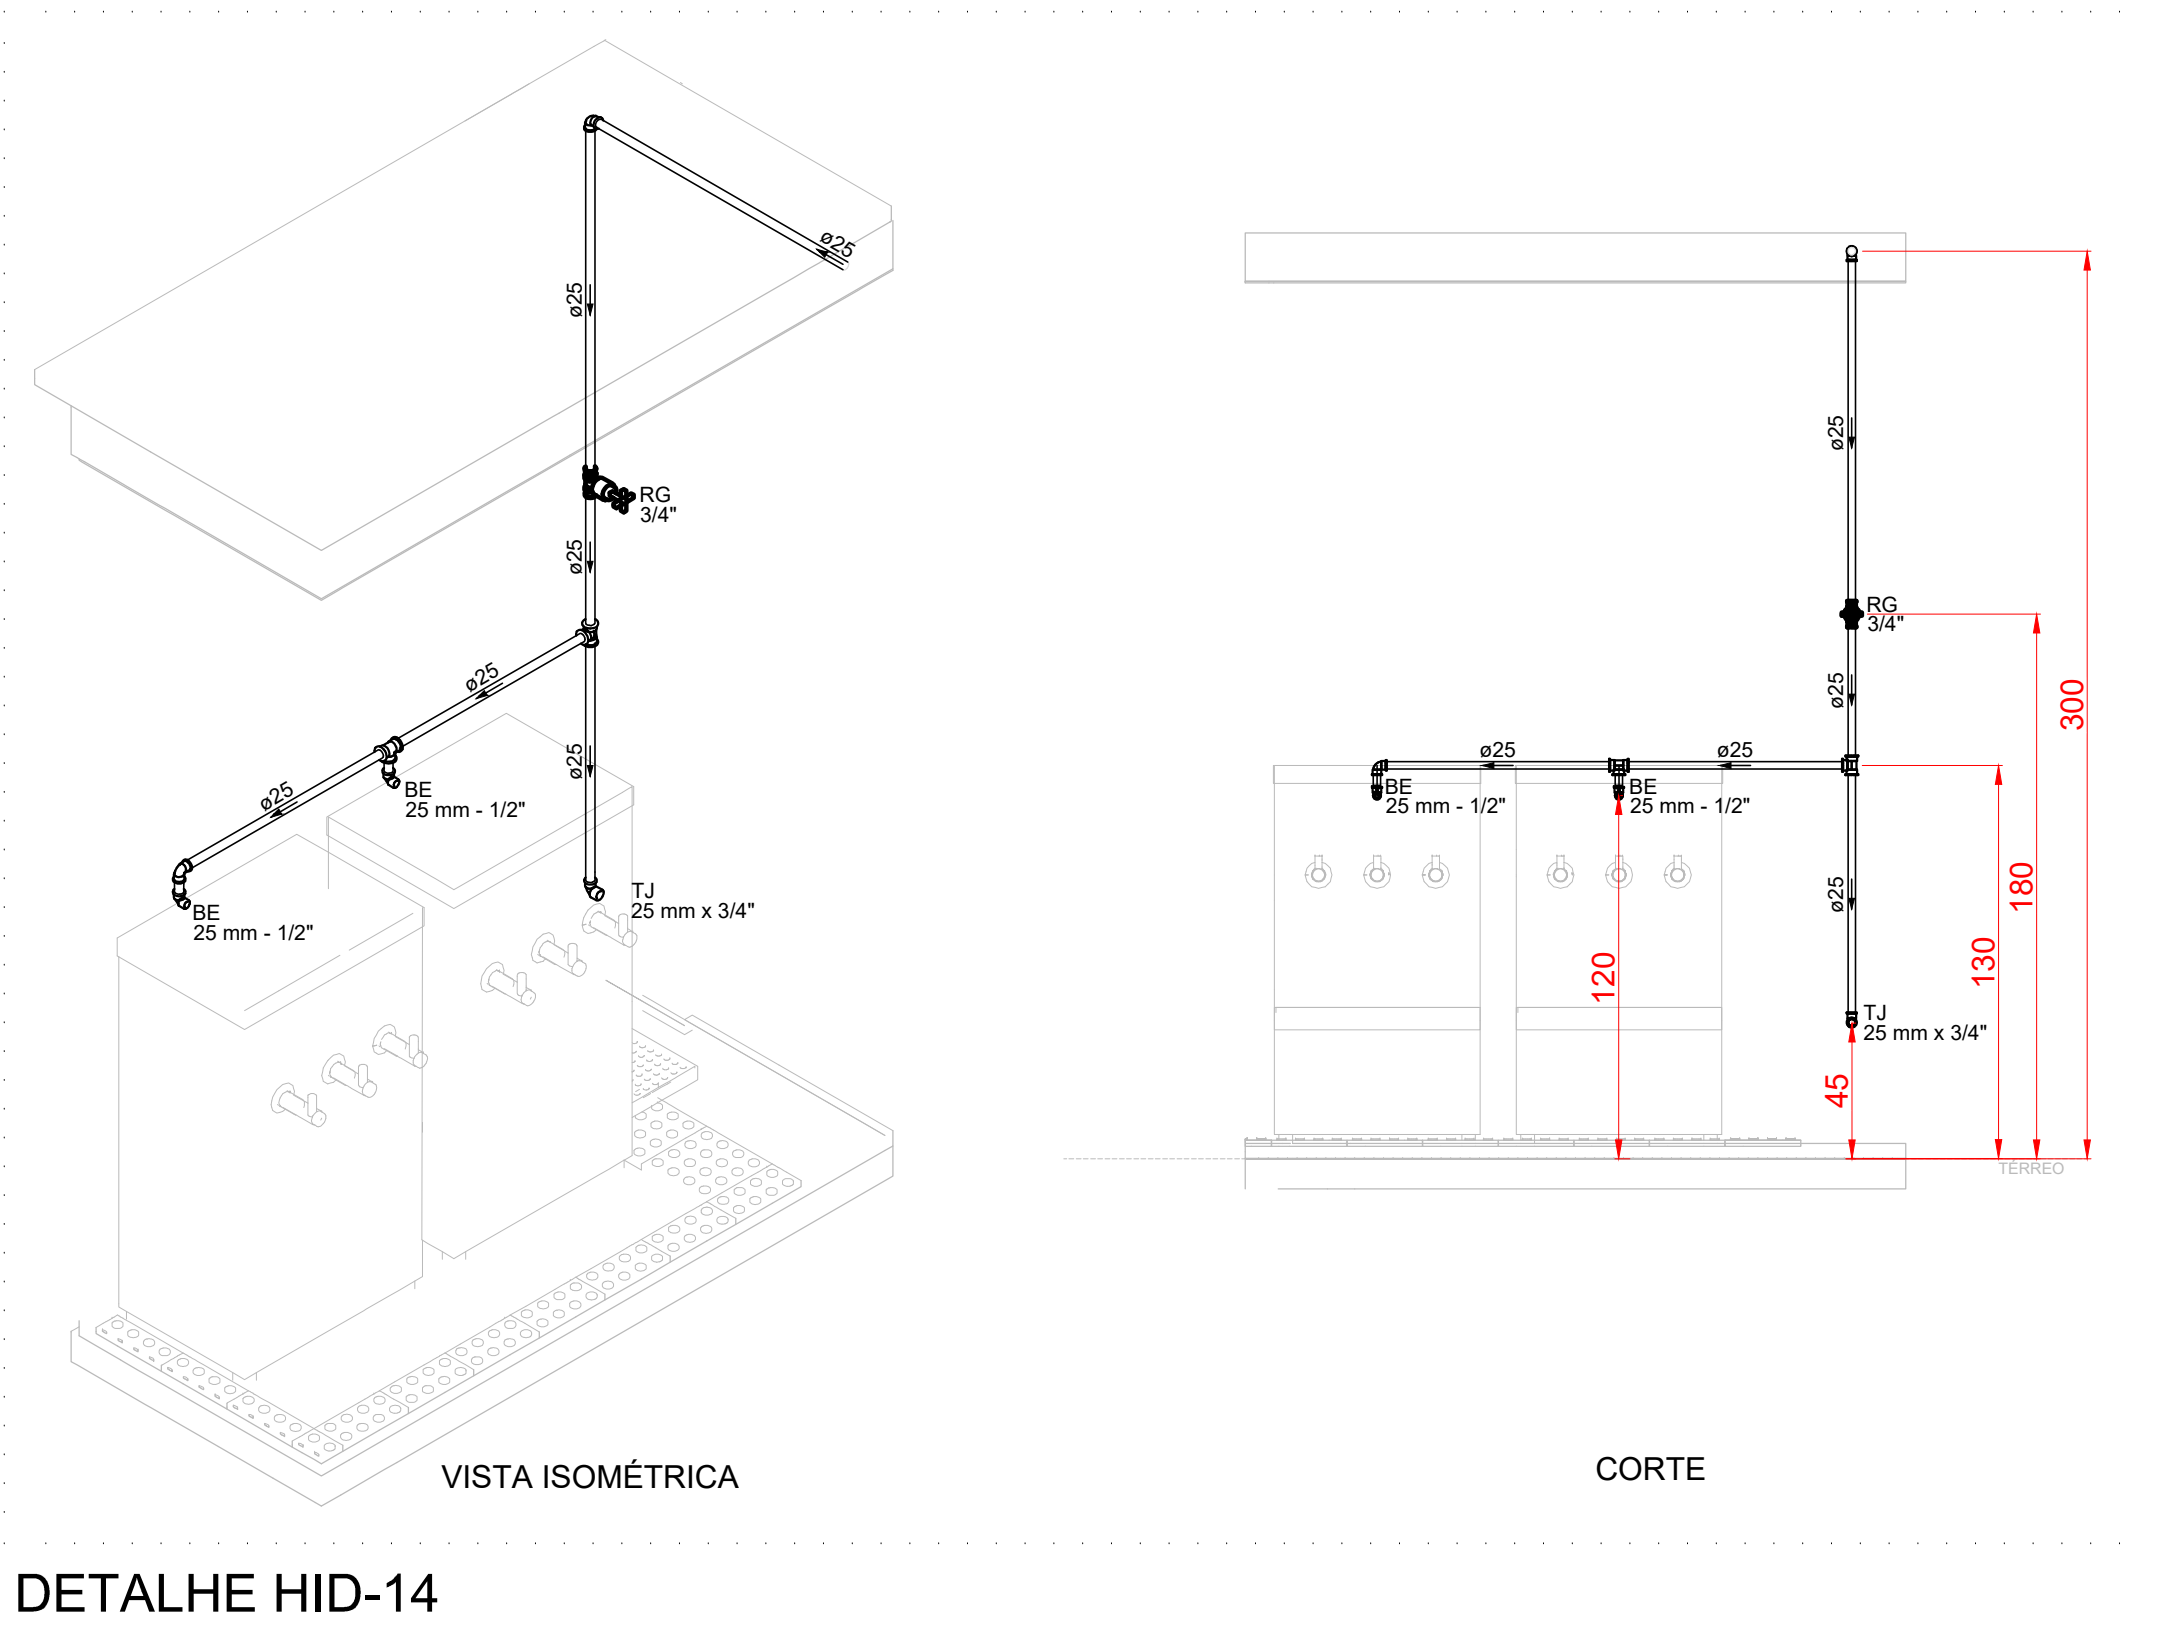 ø25
ø25
RG
3/4"
ø25
ø25
ø25
BE
25 mm - 1/2"
ø25
BE
25 mm - 1/2"
TJ
25 mm x 3/4"
VISTA ISOMÉTRICA
ø25
RG
3/4"
ø25
300
ø25
ø25
BE
25 mm - 1/2"
BE
25 mm - 1/2"
ø25
180
130
120
TJ
25 mm x 3/4"
45
TÉRREO
CORTE
DETALHE HID-14